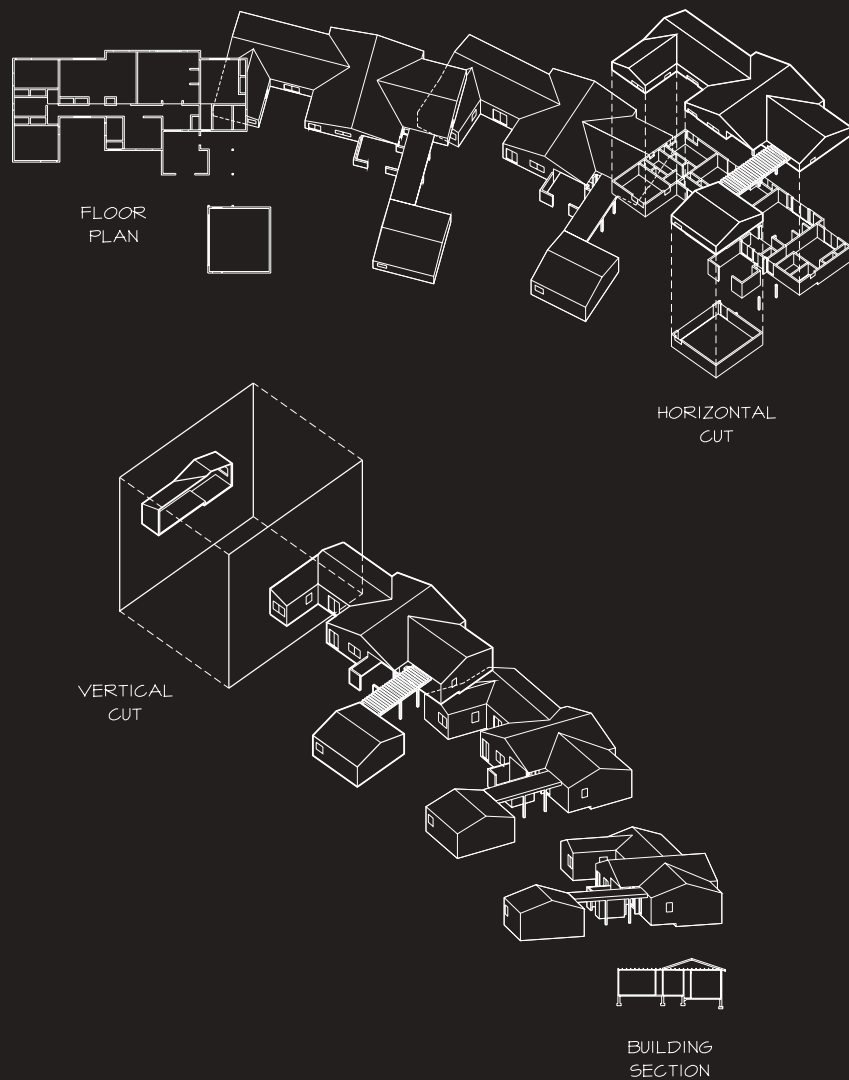 FLOOR
PLAN
HORIZONTAL
CUT
VERTICAL
CUT
BUILDING
SECTION